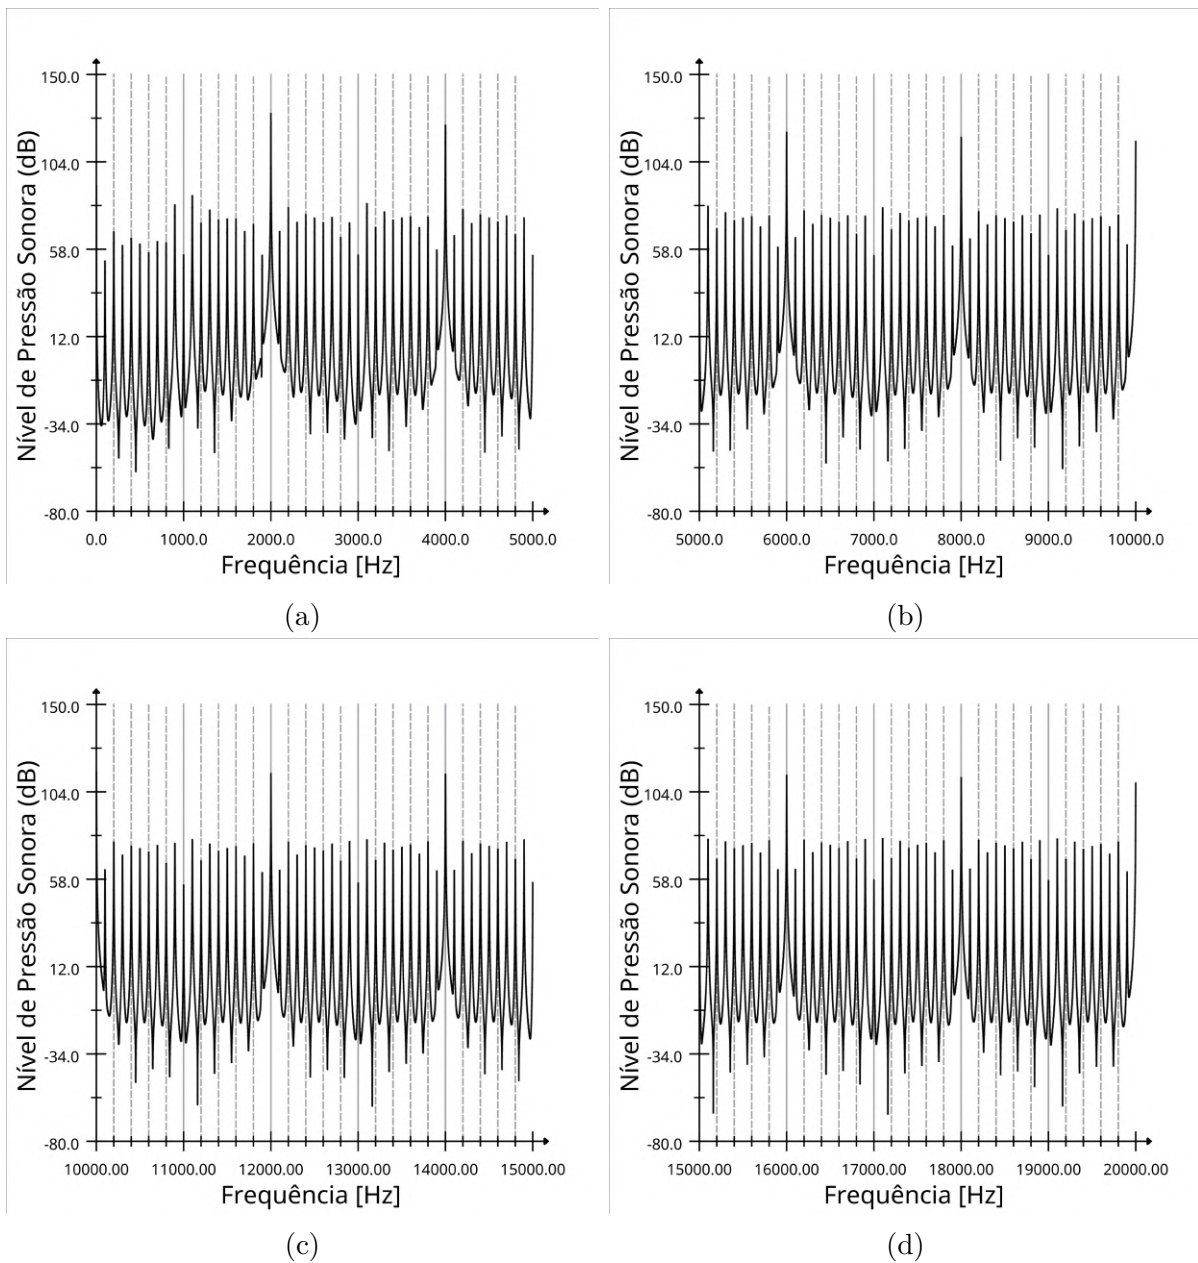 150.0
104.0
58.0
12.0
-34.0
-80.0
Nível de Pressão Sonora (dB)
0.0 1000.0 2000.0 3000.0 4000.0 5000.0
Frequência [Hz]
(a)
150.0
104.0
58.0
12.0
-34.0
-80.0
Nível de Pressão Sonora (dB)
5000.0 6000.0 7000.0 8000.0 9000.0 10000.0
Frequência [Hz]
(b)
150.0
104.0
58.0
12.0
-34.0
-80.0
Nível de Pressão Sonora (dB)
10000.00 11000.00 12000.00 13000.00 14000.00 15000.00
Frequência [Hz]
(c)
150.0
104.0
58.0
12.0
-34.0
-80.0
Nível de Pressão Sonora (dB)
15000.00 16000.00 17000.00 18000.00 19000.00 20000.00
Frequência [Hz]
(d)